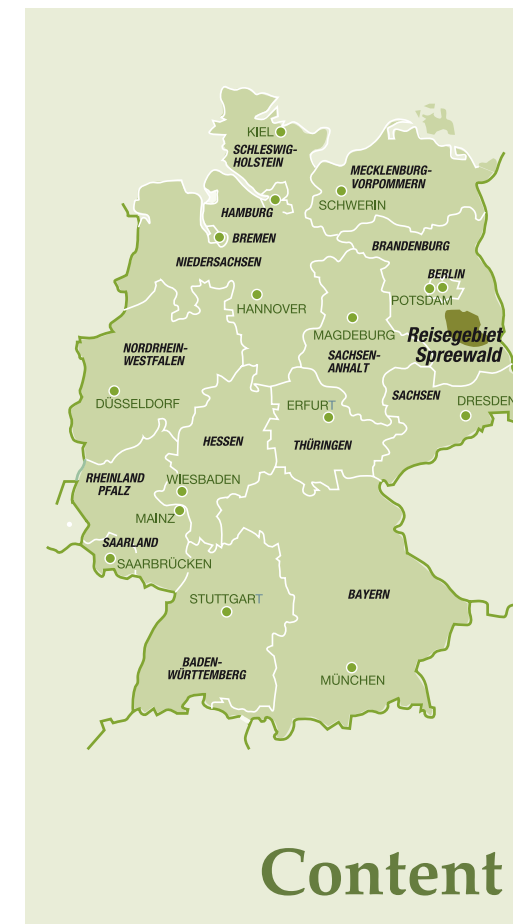 KIEL
SCHLESWIG-
HOLSTEIN
MECKLENBURG-
VORPOMMERN
SCHWERIN
HAMBURG
BREMEN
NIEDERSACHSEN
BRANDENBURG
BERLIN
POTSDAM
HANNOVER
MAGDEBURG
Reisegebiet
Spreewald
NORDRHEIN-
WESTFALEN
SACHSEN-
ANHALT
DÜSSELDORF
ERFURT
SACHSEN
DRESDEN
HESSEN
THÜRINGEN
RHEINLAND
PFALZ
WIESBADEN
MAINZ
SAARLAND
SAARBRÜCKEN
STUTTGART
BAYERN
BADEN-
WÜRTTEMBERG
MÜNCHEN
Content